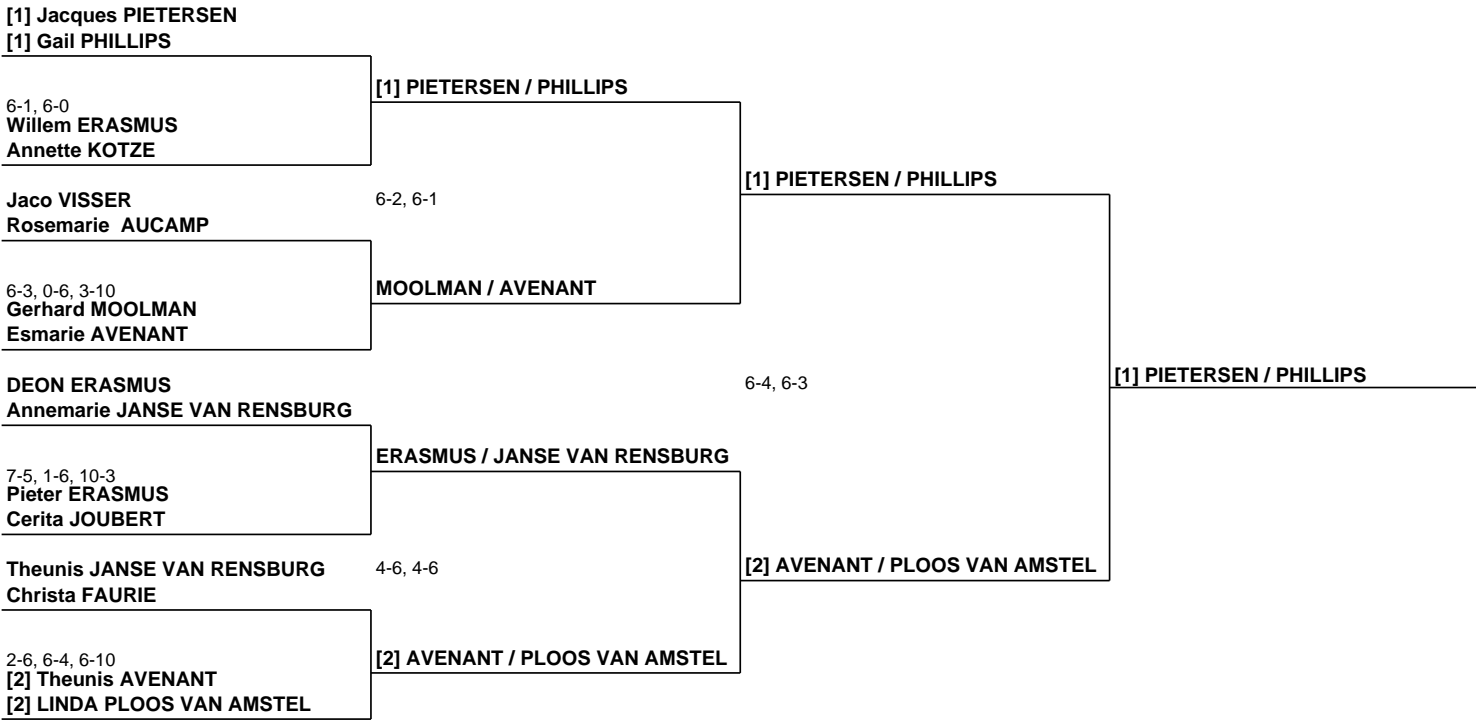 [1] Jacques PIETERSEN
[1] Gail PHILLIPS
6-1, 6-0
Willem ERASMUS
Annette KOTZE
Jaco VISSER
Rosemarie AUCAMP
6-3, 0-6, 3-10
Gerhard MOOLMAN
Esmarie AVENANT
DEON ERASMUS
Annemarie JANSE VAN RENSBURG
7-5, 1-6, 10-3
Pieter ERASMUS
Cerita JOUBERT
Theunis JANSE VAN RENSBURG
Christa FAURIE
2-6, 6-4, 6-10
[2] Theunis AVENANT
[2] LINDA PLOOS VAN AMSTEL
[1] PIETERSEN / PHILLIPS
6-2, 6-1
MOOLMAN / AVENANT
ERASMUS / JANSE VAN RENSBURG
4-6, 4-6
[2] AVENANT / PLOOS VAN AMSTEL
[1] PIETERSEN / PHILLIPS
6-4, 6-3
[2] AVENANT / PLOOS VAN AMSTEL
[1] PIETERSEN / PHILLIPS